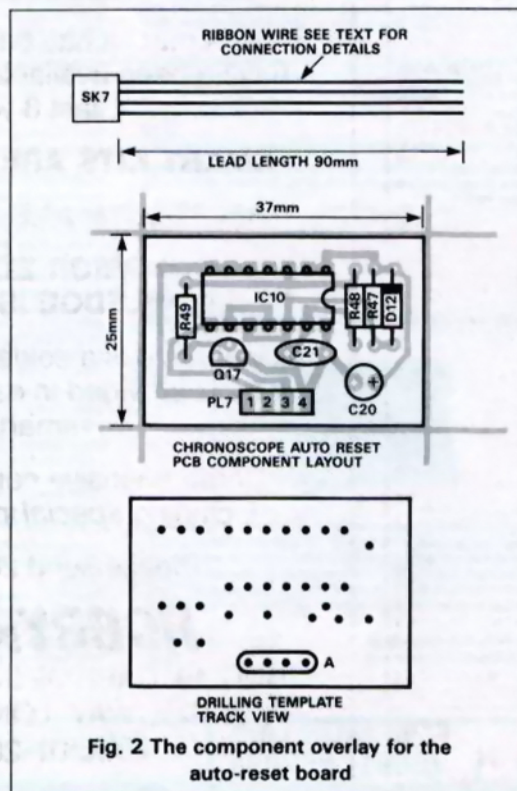 RIBBON WIRE SEE TEXT FOR
CONNECTION DETAILS
SK7
LEAD LENGTH 90mm
37mm
25mm
IC10
R49
R48
R47
D12
Q17
C21
+
C20
PL7
1 2 3 4
CHRONOSCOPE AUTO RESET
PCB COMPONENT LAYOUT
A
DRILLING TEMPLATE
TRACK VIEW
Fig. 2 The component overlay for the
auto-reset board